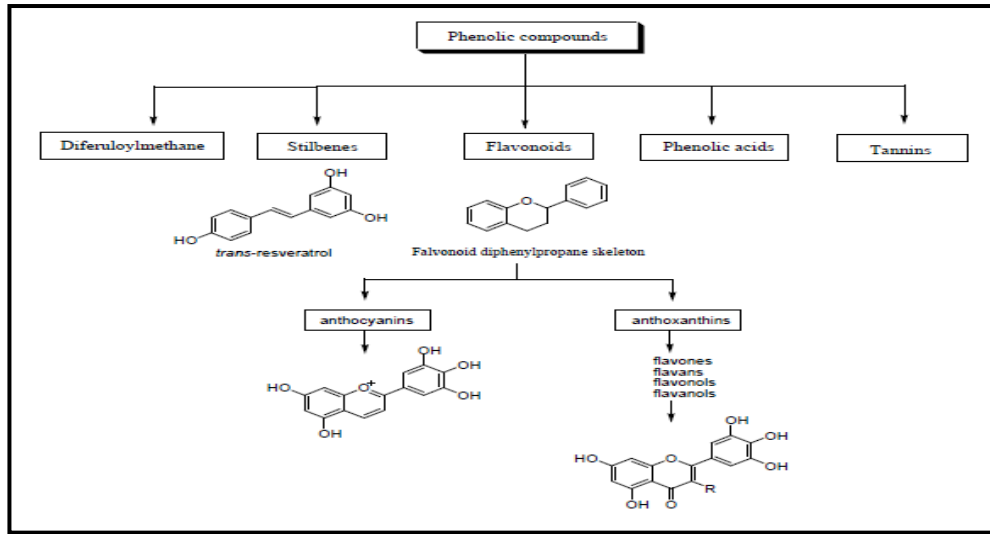 Phenolic compounds
Diferuloylmethane
Stilbenes
Flavonoids
Phenolic acids
Tannins
OH
OH
HO
trans-resveratrol
O
Falvonoid diphenylpropane skeleton
anthocyanins
anthoxanthins
flavones
flavans
flavonols
flavanols
OH
OH
HO
O+
OH
OH
OH
OH
HO
O
OH
R
OH
O